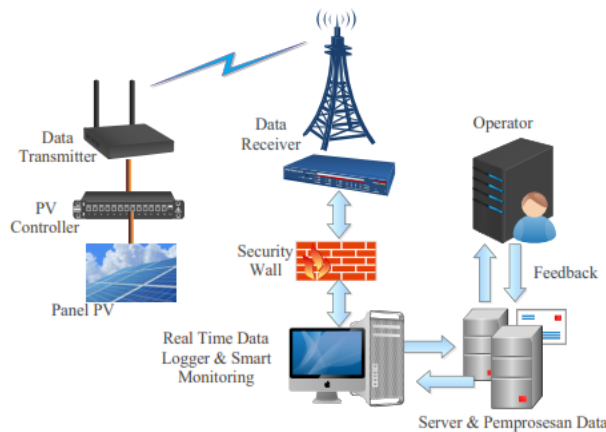 Data
Transmitter
PV
Controller
Panel PV
Data
Receiver
Security
Wall
Real Time Data
Logger & Smart
Monitoring
Operator
Feedback
Server & Pemprosesan Data